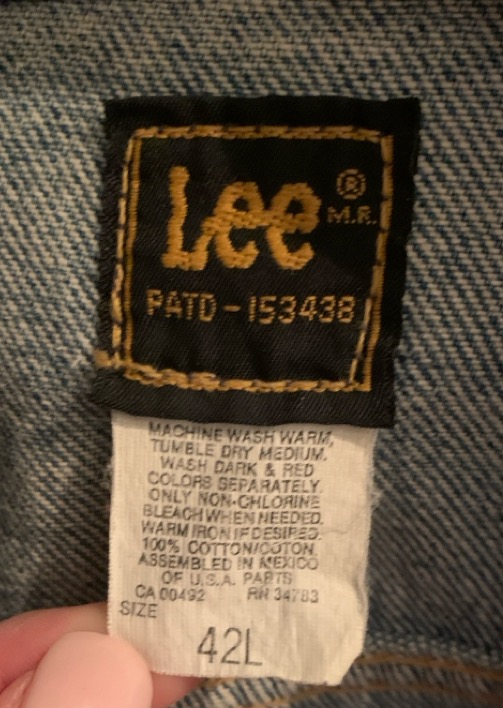 Lee ®
M.R.
PATD-153438
MACHINE WASH WARM,
TUMBLE DRY MEDIUM,
WASH DARK & RED
COLORS SEPARATELY.
ONLY NON-CHLORINE
BLEACH WHEN NEEDED.
WARM IRON IF DESIRED.
100% COTTON/COTON.
ASSEMBLED IN MEXICO
OF U.S.A. PARTS
CA 00492 RN 34783
SIZE
42L